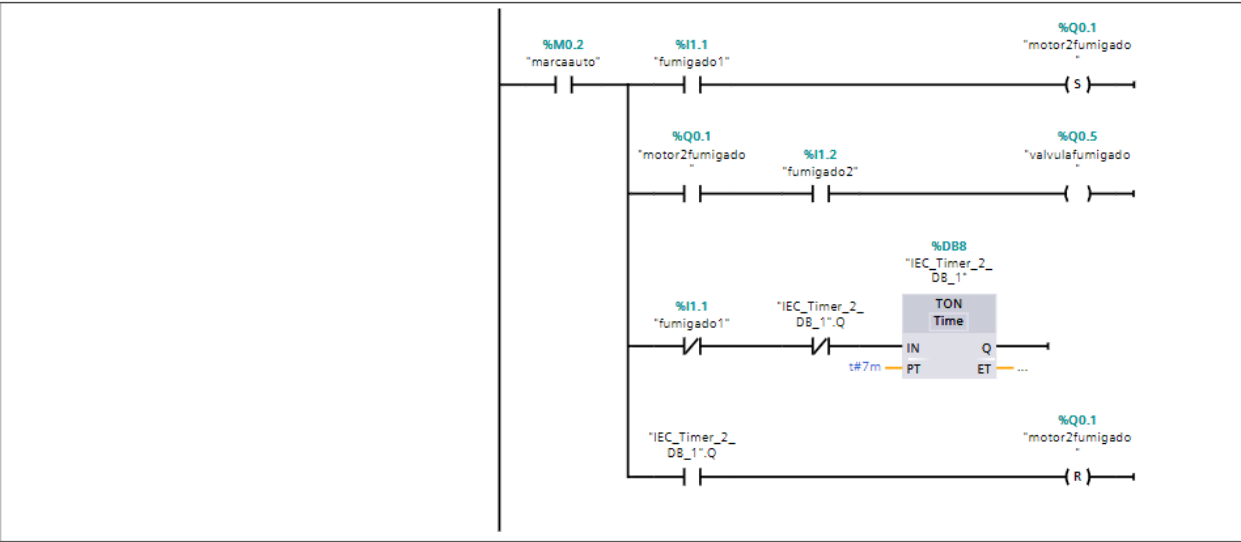 %M0.2
"marcaauto"
%I1.1
"fumigado1"
%Q0.1
"motor2fumigado
"
S
%Q0.1
"motor2fumigado
"
%I1.2
"fumigado2"
%Q0.5
"valvulafumigado
"
%DB8
"IEC_Timer_2_
DB_1"
%I1.1
"fumigado1"
"IEC_Timer_2_
DB_1".Q
TON
Time
IN Q
t#7m PT ET ...
"IEC_Timer_2_
DB_1".Q
%Q0.1
"motor2fumigado
"
R